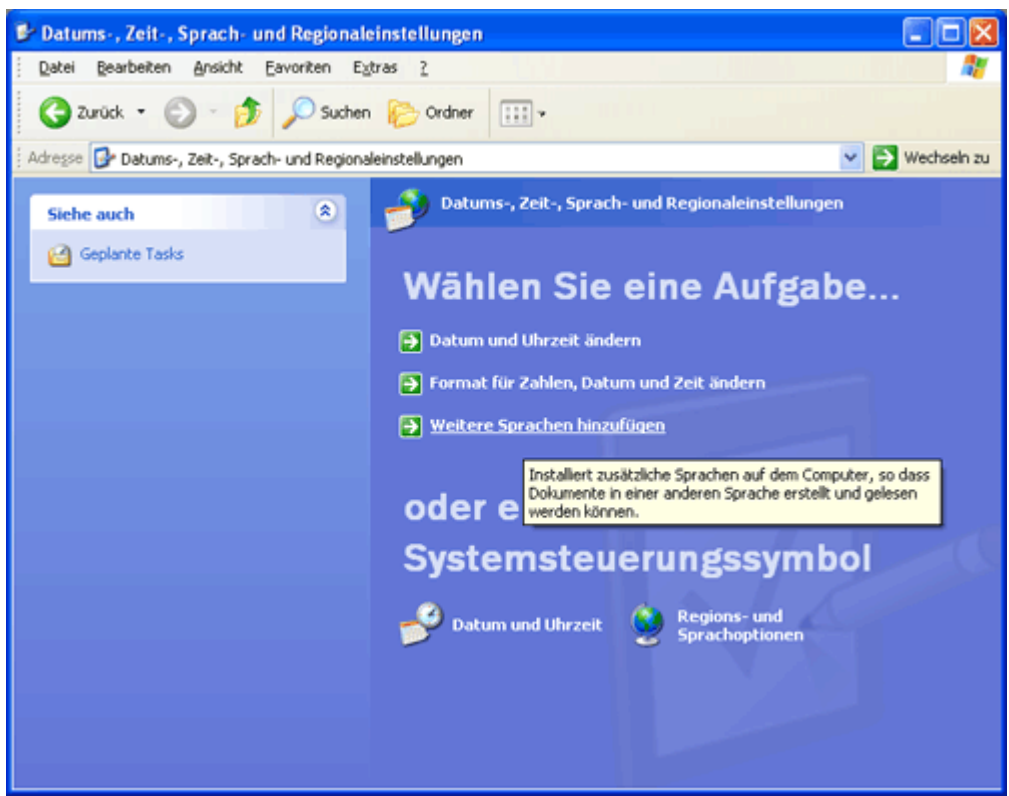 Datums-, Zeit-, Sprach- und Regionaleinstellungen
Datei Bearbeiten Ansicht Favoriten Extras ?
Zurück Suchen Ordner
Adresse Datums-, Zeit-, Sprach- und Regionaleinstellungen Wechseln zu
Siehe auch
Geplante Tasks
Datums-, Zeit-, Sprach- und Regionaleinstellungen
Wählen Sie eine Aufgabe...
Datum und Uhrzeit ändern
Format für Zahlen, Datum und Zeit ändern
Weitere Sprachen hinzufügen
Installiert zusätzliche Sprachen auf dem Computer, so dass
Dokumente in einer anderen Sprache erstellt und gelesen
werden können.
oder e
Systemsteuerungssymbol
Datum und Uhrzeit
Regions- und
Sprachoptionen